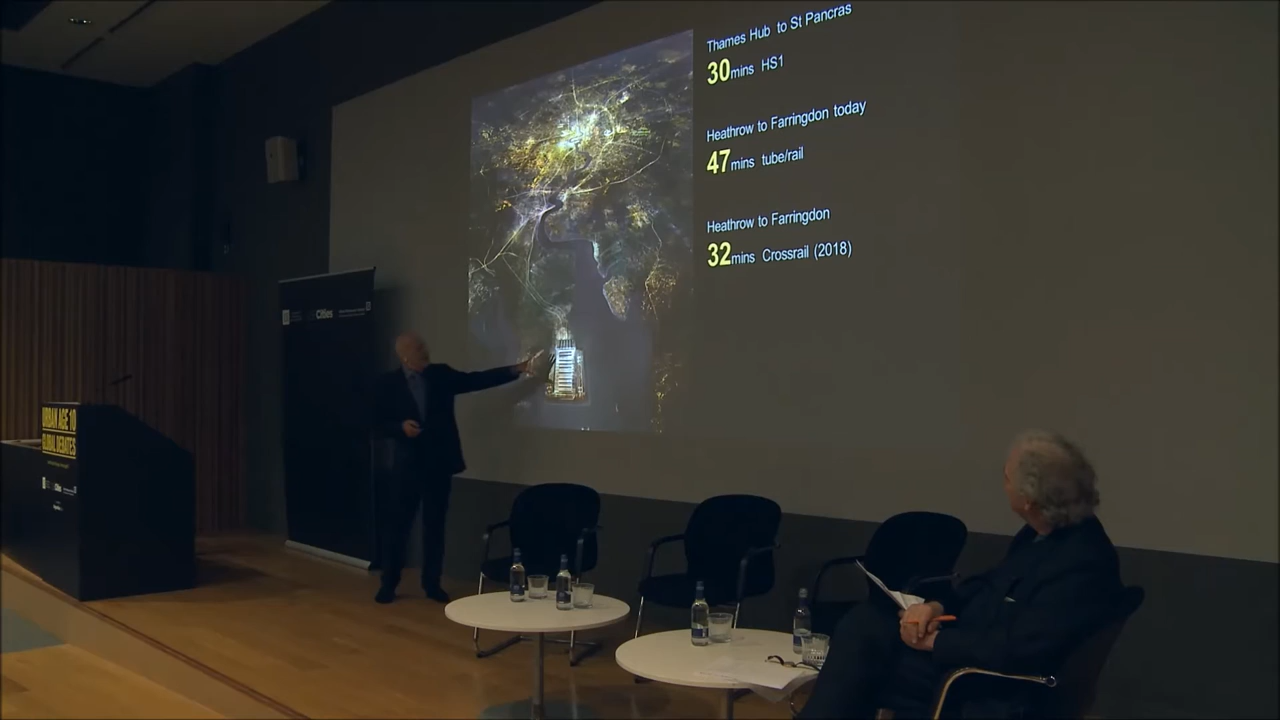 Thames Hub to St Pancras
30mins HS1
Heathrow to Farringdon today
47mins tube/rail
Heathrow to Farringdon
32mins Crossrail (2018)
Cities
URBAN AGE 10
GLOBAL DEBATES